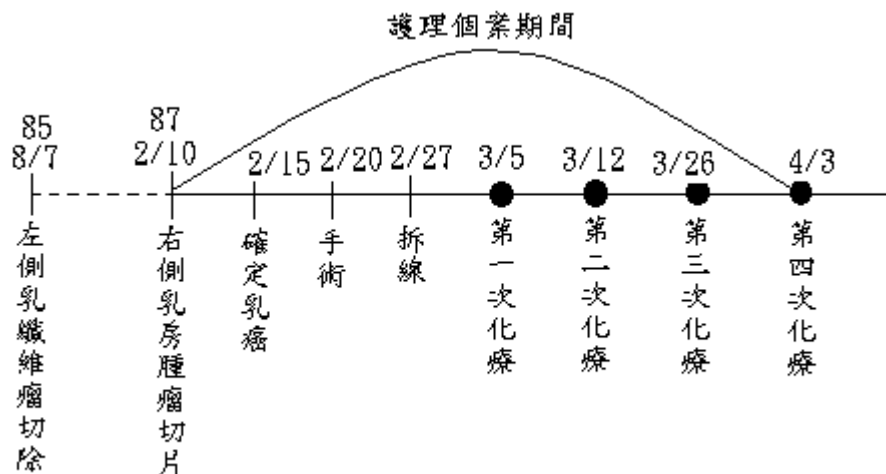 護理個案期間
85
8/7
87
2/10
2/15
2/20
2/27
3/5
3/12
3/26
4/3
左側乳纖維瘤切除
右側乳房腫瘤切片
確定乳癌
手術
拆線
第一次化療
第二次化療
第三次化療
第四次化療